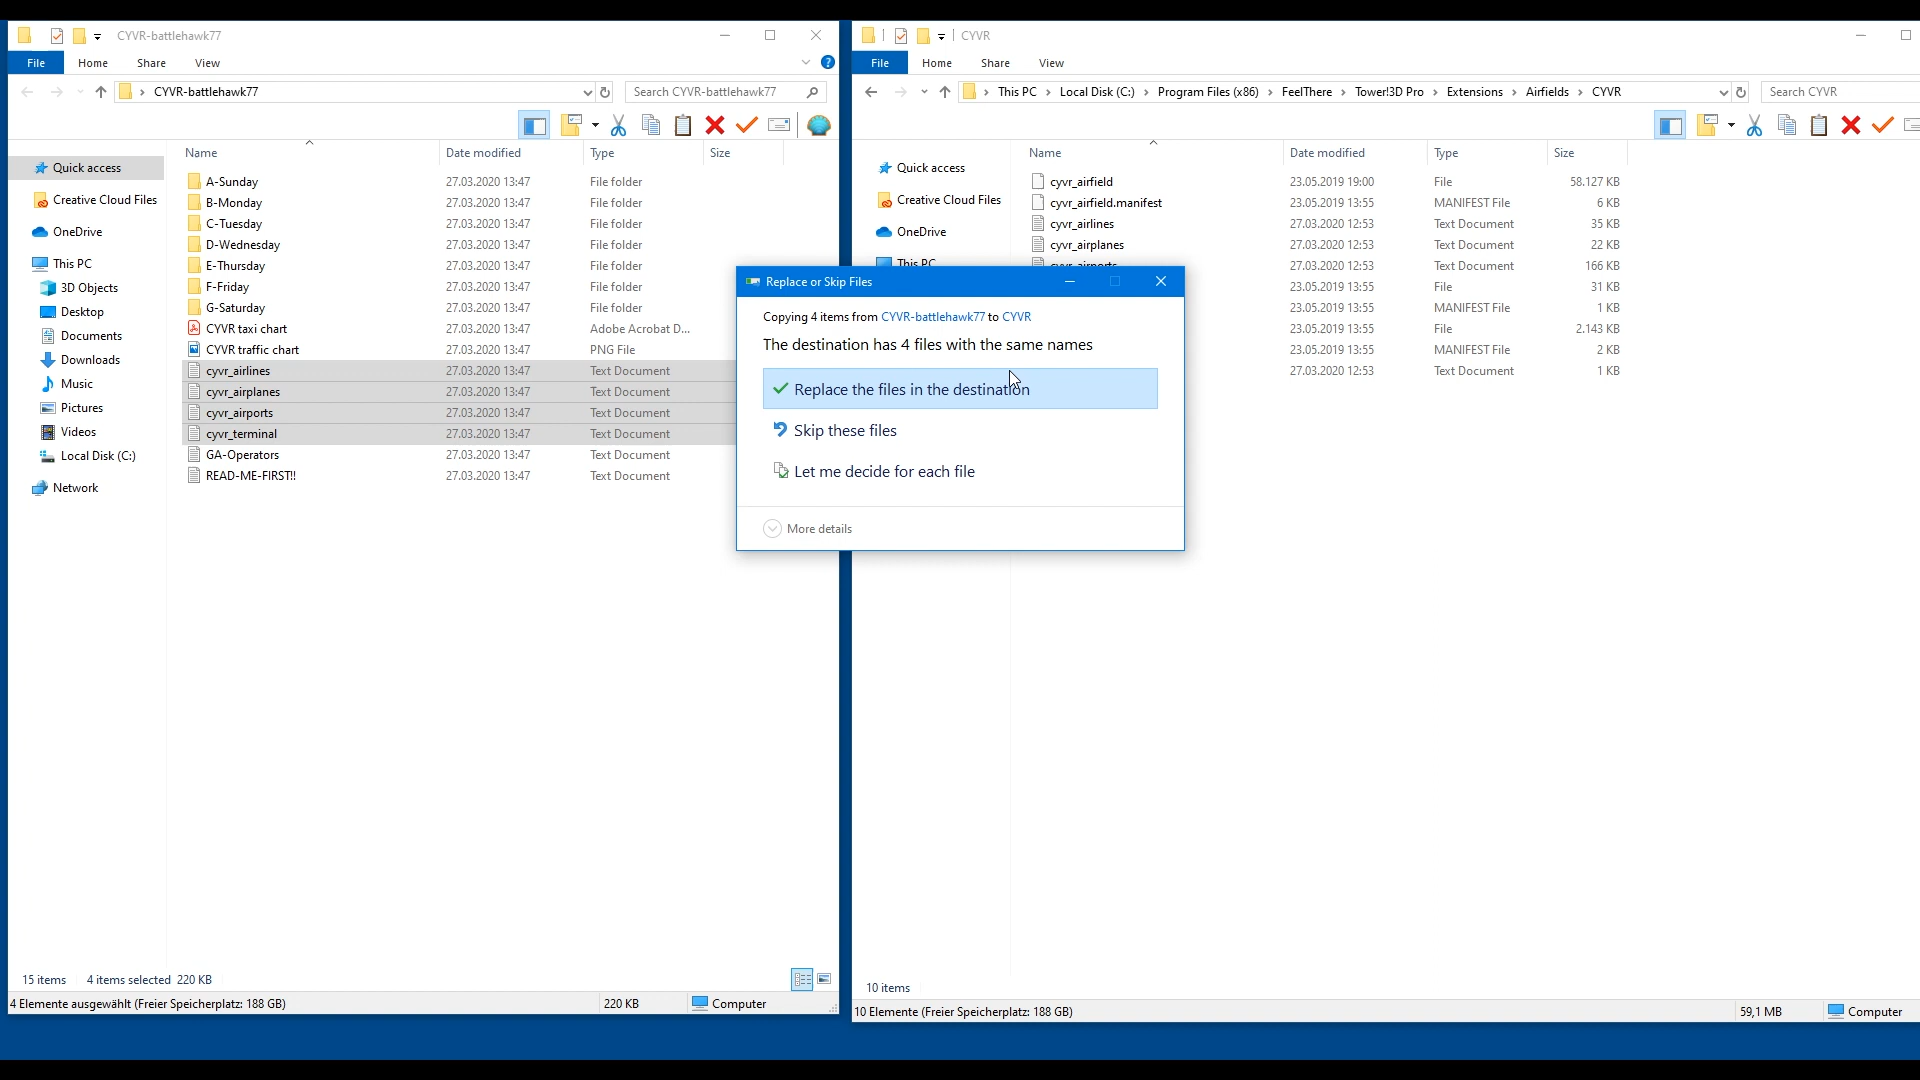 CYVR-battlehawk77
File Home Share View
CYVR-battlehawk77
Search CYVR-battlehawk77
Name Date modified Type Size
Quick access
Creative Cloud Files
OneDrive
This PC
3D Objects
Desktop
Documents
Downloads
Music
Pictures
Videos
Local Disk (C:)
Network
A-Sunday 27.03.2020 13:47 File folder
B-Monday 27.03.2020 13:47 File folder
C-Tuesday 27.03.2020 13:47 File folder
D-Wednesday 27.03.2020 13:47 File folder
E-Thursday 27.03.2020 13:47 File folder
F-Friday 27.03.2020 13:47 File folder
G-Saturday 27.03.2020 13:47 File folder
CYVR taxi chart 27.03.2020 13:47 Adobe Acrobat D...
CYVR traffic chart 27.03.2020 13:47 PNG File
cyvr_airlines 27.03.2020 13:47 Text Document
cyvr_airplanes 27.03.2020 13:47 Text Document
cyvr_airports 27.03.2020 13:47 Text Document
cyvr_terminal 27.03.2020 13:47 Text Document
GA-Operators 27.03.2020 13:47 Text Document
READ-ME-FIRST!! 27.03.2020 13:47 Text Document
15 items 4 items selected 220 KB
4 Elemente ausgewählt (Freier Speicherplatz: 188 GB) 220 KB Computer
CYVR
File Home Share View
This PC › Local Disk (C:) › Program Files (x86) › FeelThere › Tower!3D Pro › Extensions › Airfields › CYVR
Search CYVR
Name Date modified Type Size
Quick access
Creative Cloud Files
OneDrive
This PC
cyvr_airfield 23.05.2019 19:00 File 58.127 KB
cyvr_airfield.manifest 23.05.2019 13:55 MANIFEST File 6 KB
cyvr_airlines 27.03.2020 12:53 Text Document 35 KB
cyvr_airplanes 27.03.2020 12:53 Text Document 22 KB
cyvr_airports 27.03.2020 12:53 Text Document 166 KB
23.05.2019 13:55 File 31 KB
23.05.2019 13:55 MANIFEST File 1 KB
23.05.2019 13:55 File 2.143 KB
23.05.2019 13:55 MANIFEST File 2 KB
27.03.2020 12:53 Text Document 1 KB
10 items
10 Elemente (Freier Speicherplatz: 188 GB) 59,1 MB Computer
Replace or Skip Files
Copying 4 items from CYVR-battlehawk77 to CYVR
The destination has 4 files with the same names
Replace the files in the destination
Skip these files
Let me decide for each file
More details